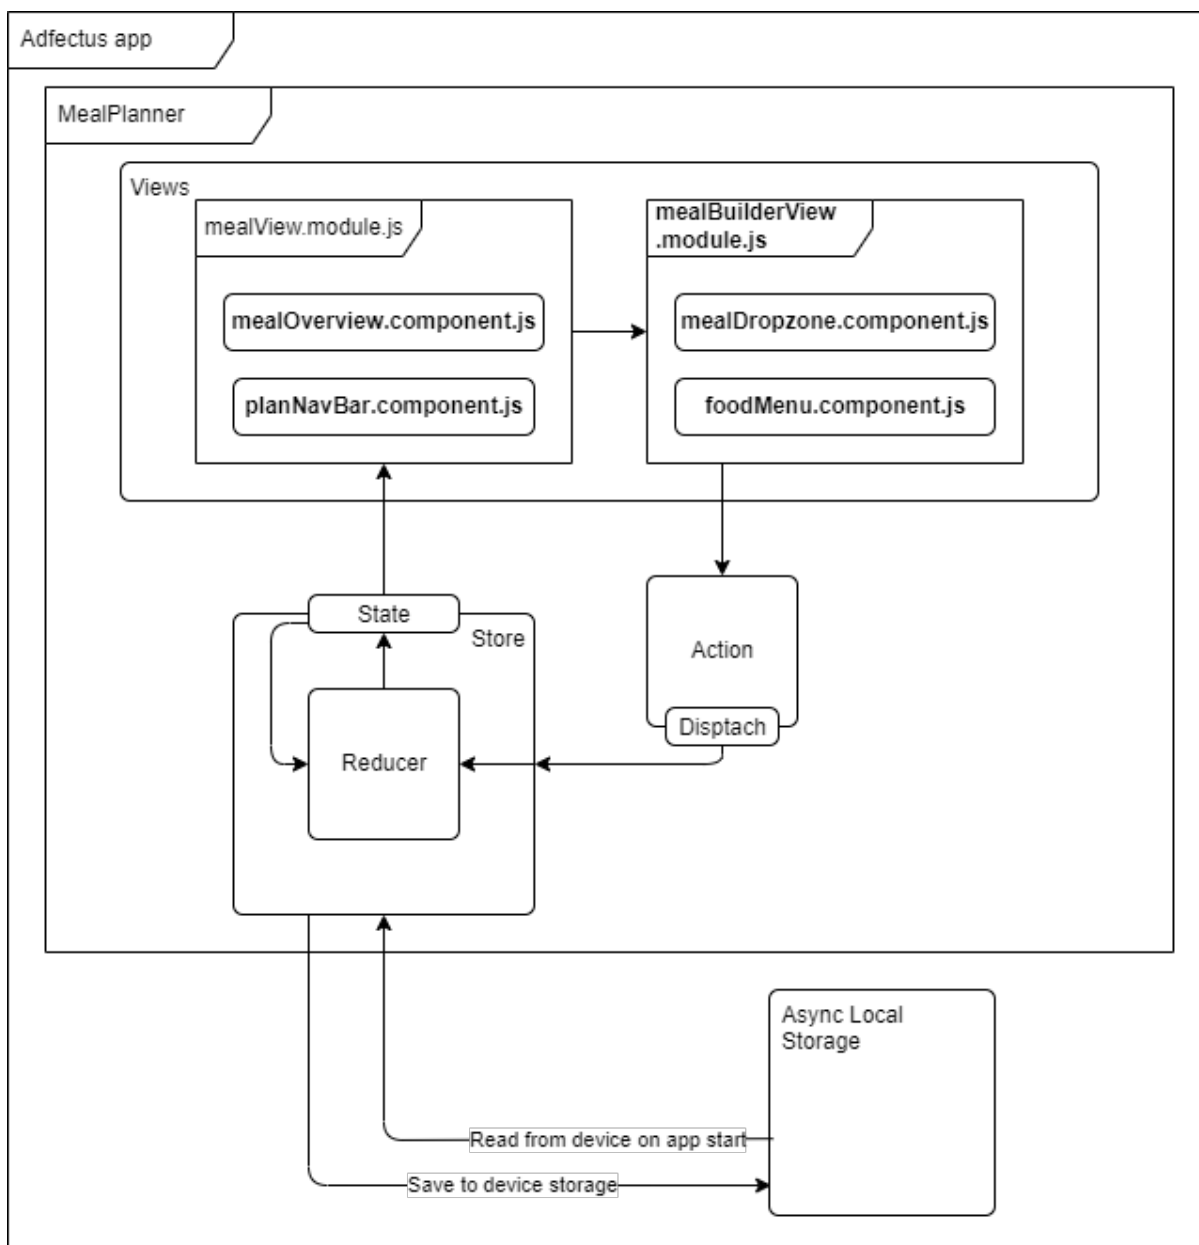 Adfectus app
MealPlanner
Views
mealView.module.js
mealBuilderView
.module.js
mealOverview.component.js
mealDropzone.component.js
planNavBar.component.js
foodMenu.component.js
State
Store
Action
Disptach
Reducer
Async Local
Storage
Read from device on app start
Save to device storage